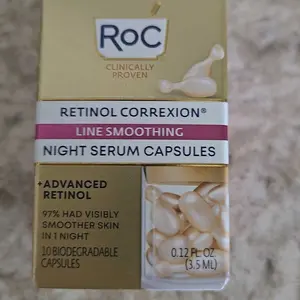 RoC
CLINICALLY
PROVEN
RETINOL CORREXION®
LINE SMOOTHING
NIGHT SERUM CAPSULES
+ADVANCED
RETINOL
97% HAD VISIBLY
SMOOTHER SKIN
IN 1 NIGHT
10 BIODEGRADABLE
CAPSULES
0.12 FL. OZ.
(3.5 ML)